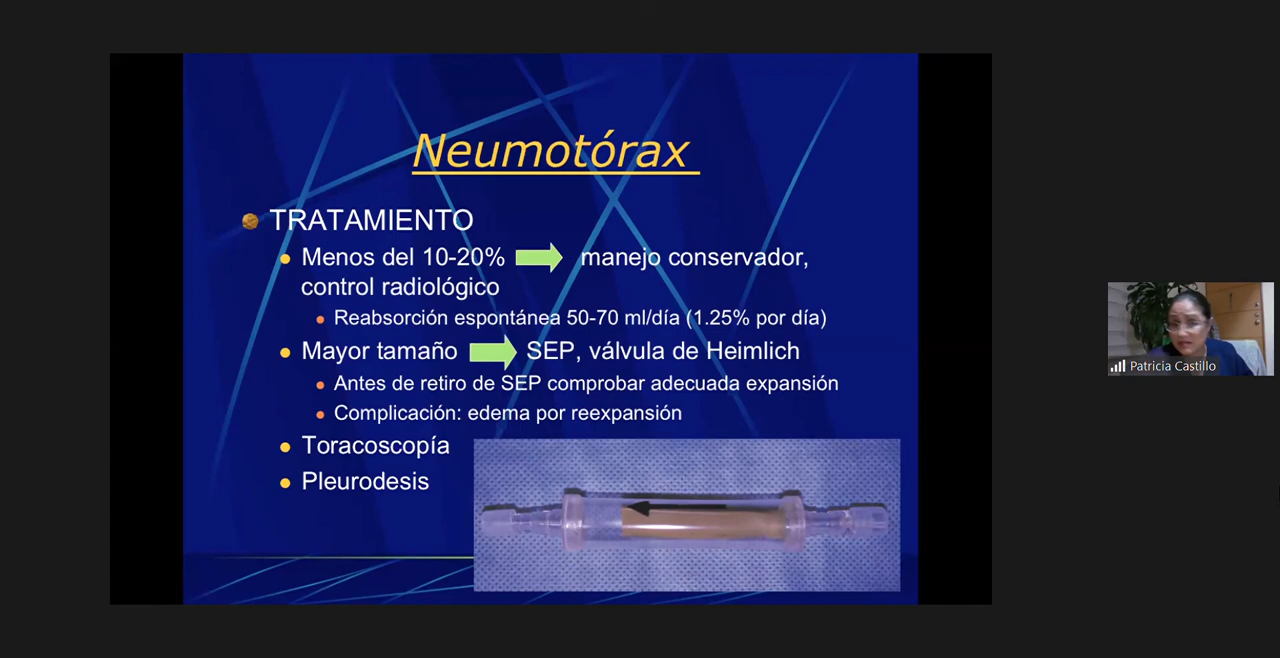 Neumotórax
TRATAMIENTO
Menos del 10-20% manejo conservador,
control radiológico
Reabsorción espontánea 50-70 ml/día (1.25% por día)
Mayor tamaño SEP, válvula de Heimlich
Antes de retiro de SEP comprobar adecuada expansión
Complicación: edema por reexpansión
Toracoscopía
Pleurodesis
Patricia Castillo